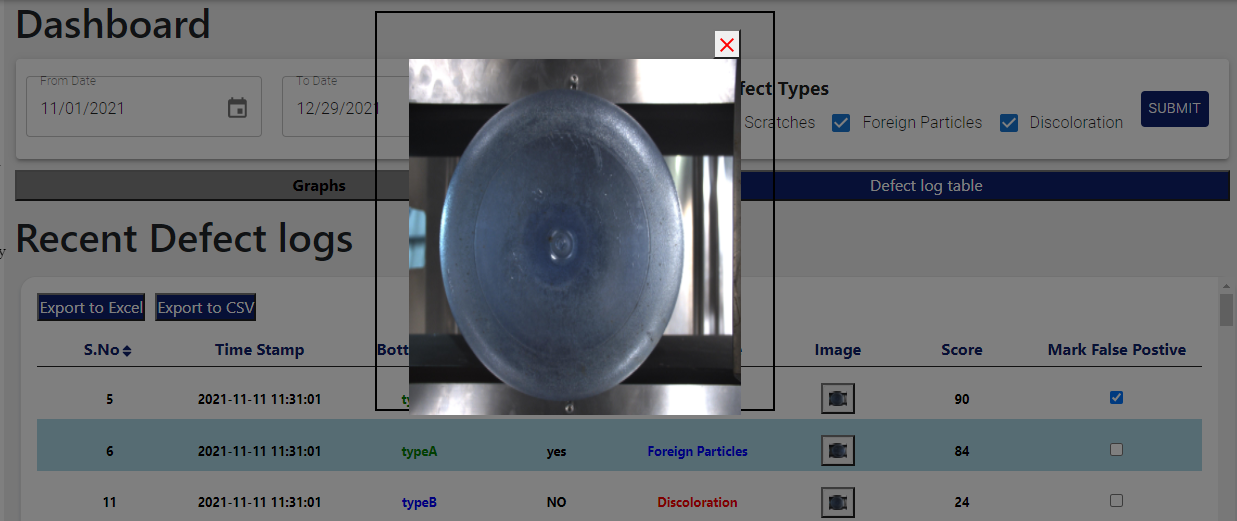 Dashboard
From Date
To Date
fect Types
11/01/2021
12/29/2021
Scratches
Foreign Particles
Discoloration
SUBMIT
Graphs
Defect log table
y
Recent Defect logs
Export to Excel
Export to CSV
S.No
Time Stamp
Bott
Image
Score
Mark False Postive
5
2021-11-11 11:31:01
ty
90
6
2021-11-11 11:31:01
typeA
yes
Foreign Particles
84
11
2021-11-11 11:31:01
typeB
NO
Discoloration
24